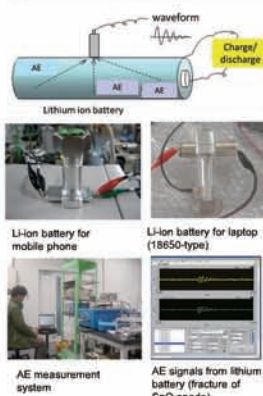 waveform
Charge/
discharge
AE
AE
AE
Lithium ion battery
Li-ion battery for
mobile phone
Li-ion battery for laptop
(18650-type)
AE measurement
system
AE signals from lithium
battery (fracture of
anode)